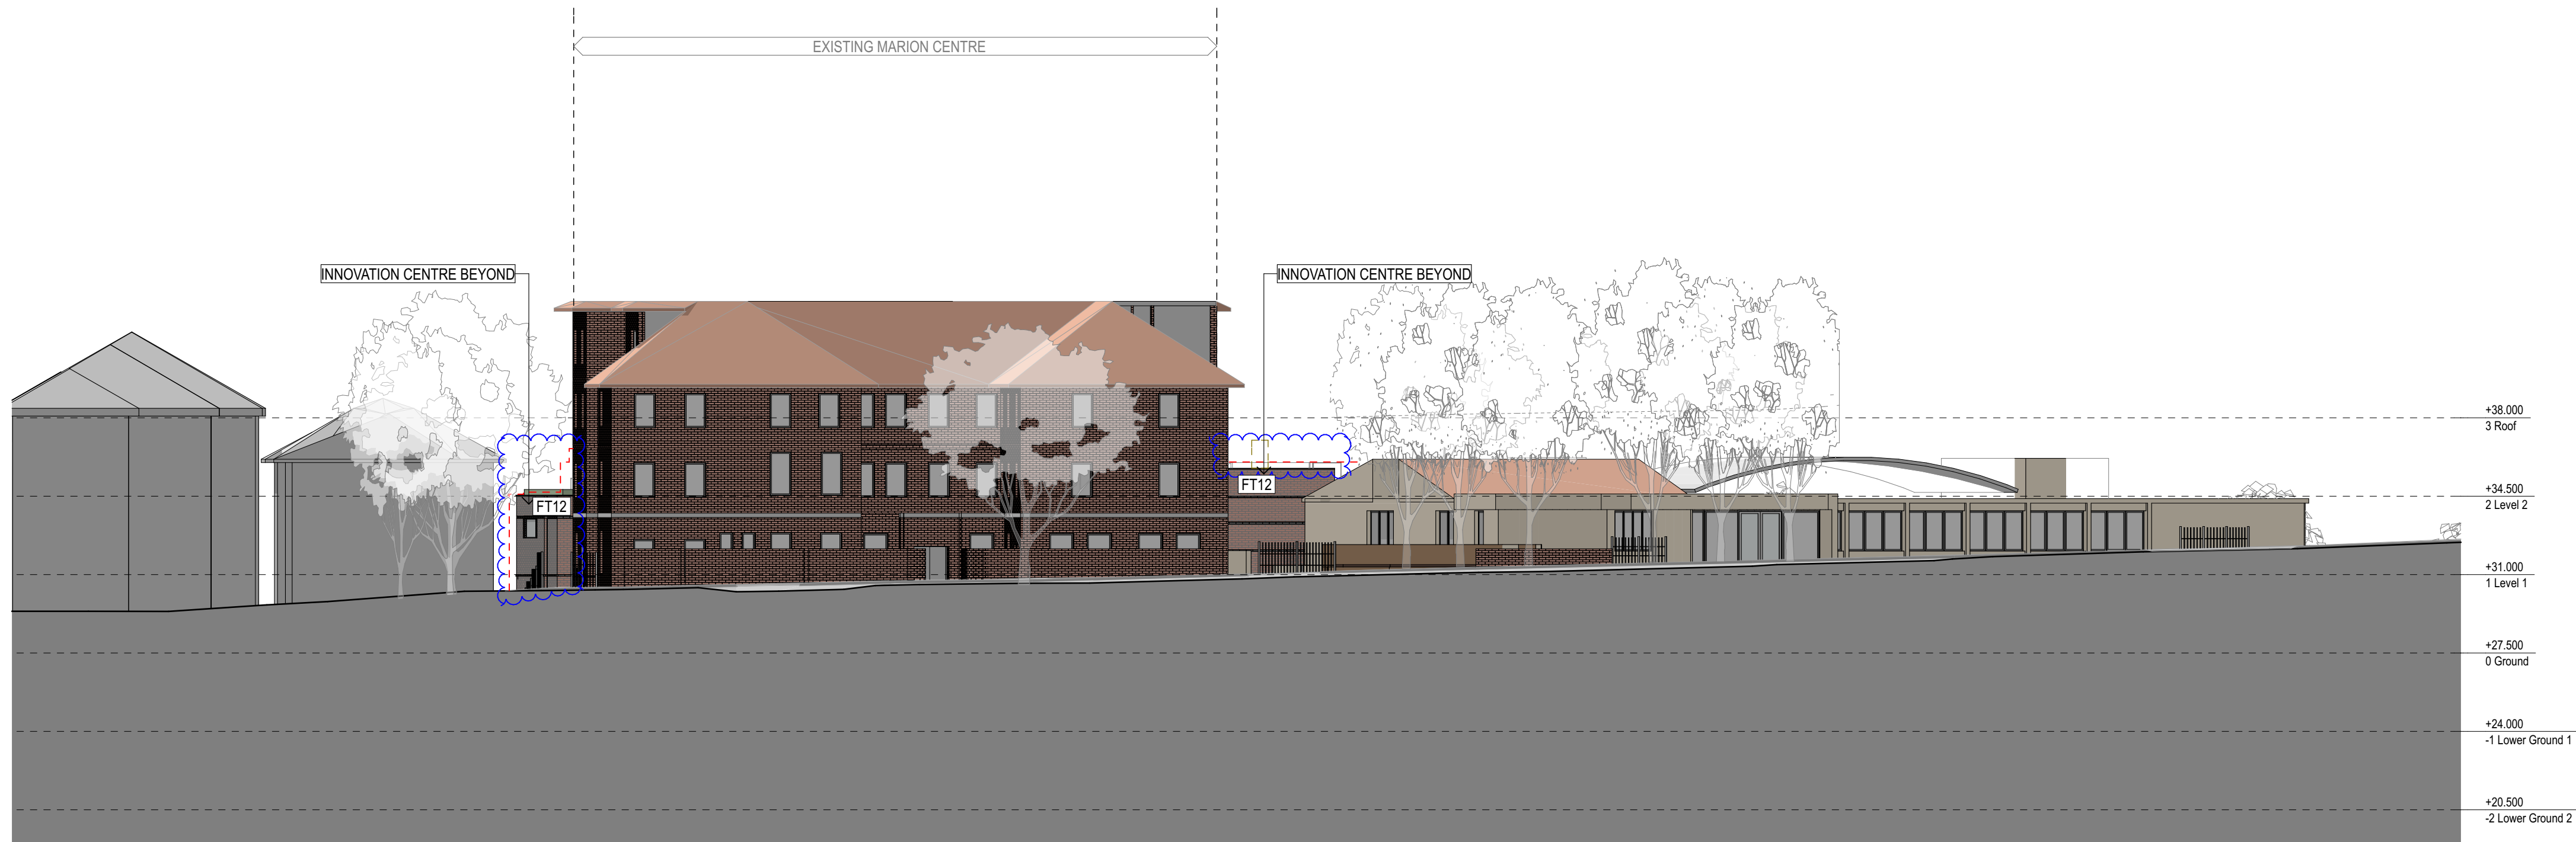 EXISTING MARION CENTRE
INNOVATION CENTRE BEYOND
INNOVATION CENTRE BEYOND
+38.000
3 Roof
FT12
FT12
+34.500
2 Level 2
+31.000
1 Level 1
+27.500
0 Ground
+24.000
-1 Lower Ground 1
+20.500
-2 Lower Ground 2